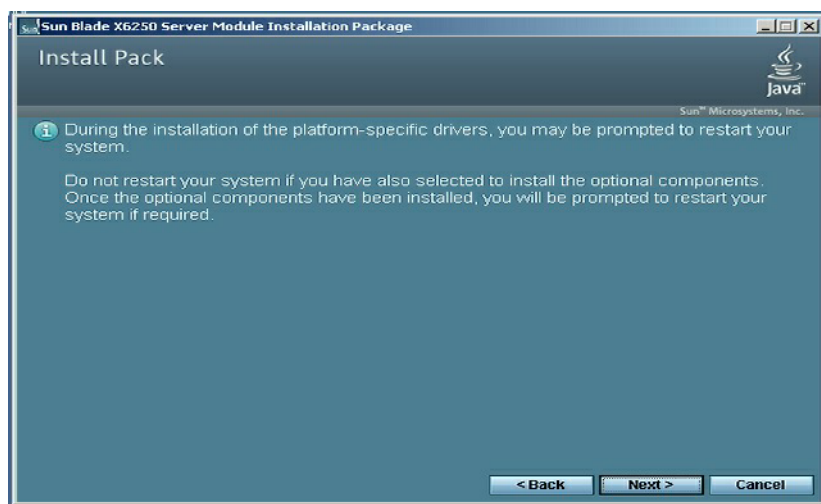 Sun Blade X6250 Server Module Installation Package
Install Pack
Java™
Sun™ Microsystems, Inc.
During the installation of the platform-specific drivers, you may be prompted to restart your
system.
Do not restart your system if you have also selected to install the optional components.
Once the optional components have been installed, you will be prompted to restart your
system if required.
< Back
Next >
Cancel